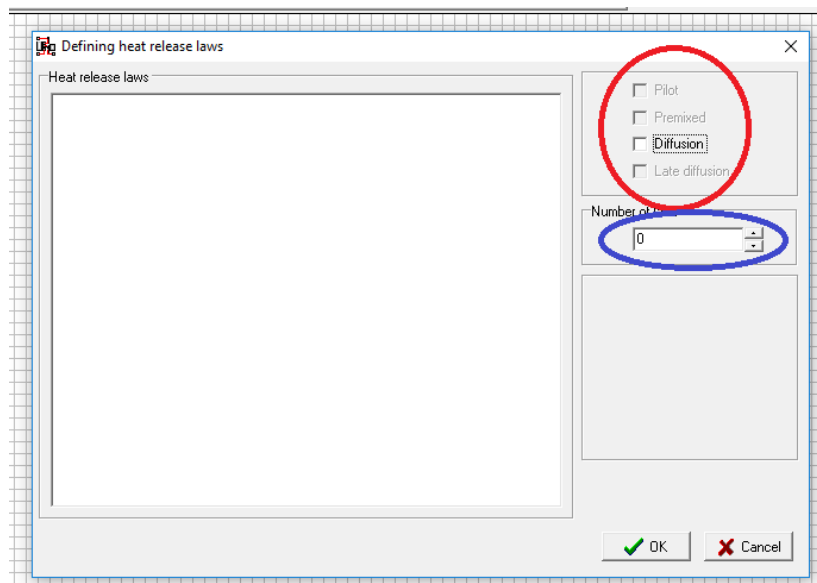 Defining heat release laws
Heat release laws
Pilot
Premixed
Diffusion
Late diffusion
Number of
0
OK
Cancel